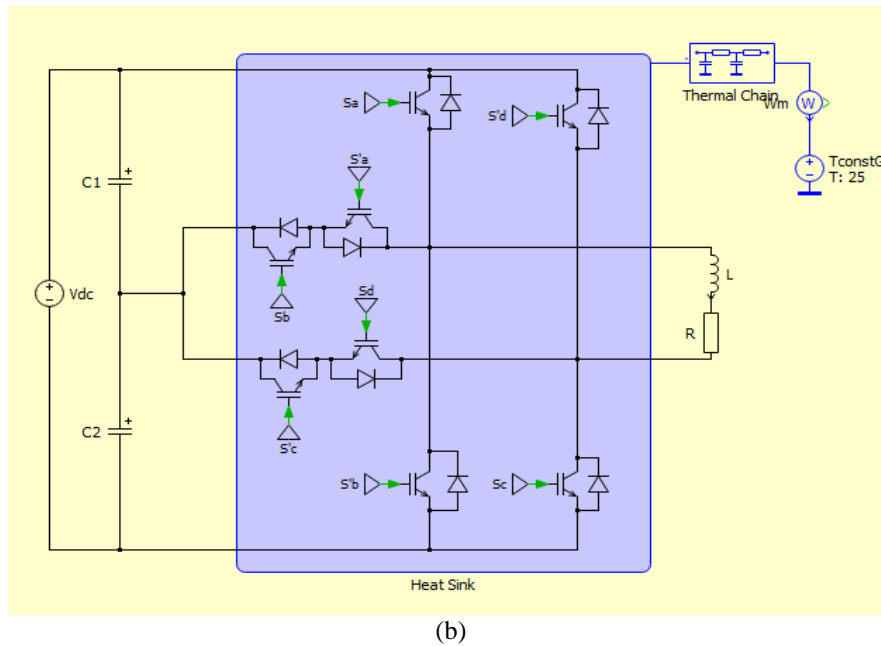 Sa
S'd
Thermal Chain
Wm
W
TconstG
T: 25
C1
S'a
Vdc
Sb
Sd
L
R
C2
S'c
S'b
Sc
Heat Sink
(b)